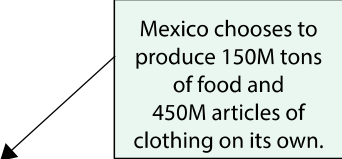 Mexico chooses to
produce 150M tons
of food and
450M articles of
clothing on its own.